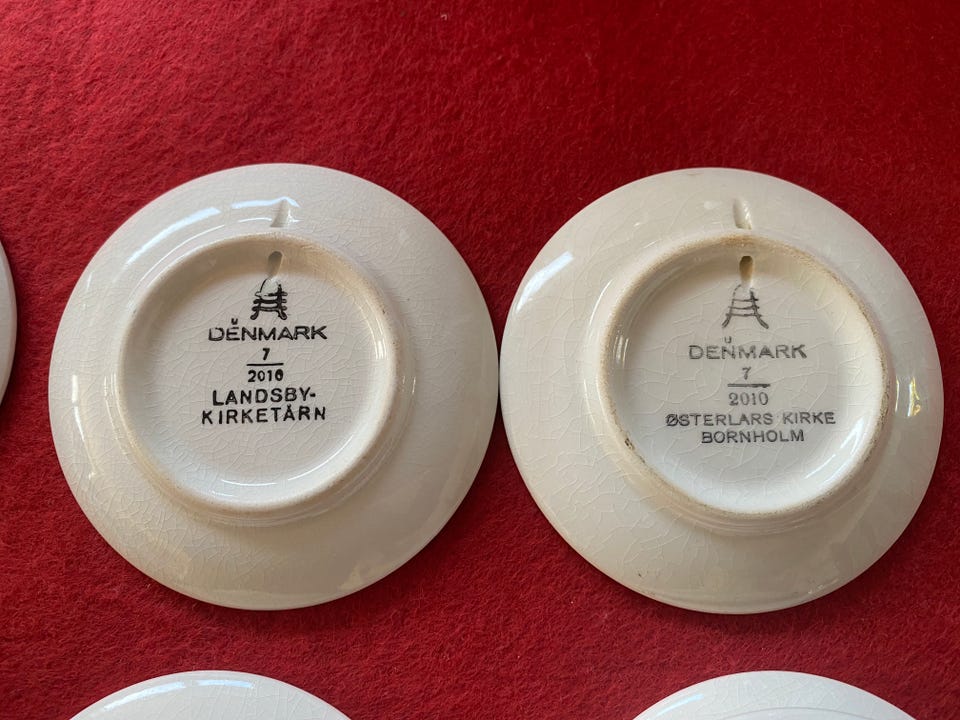 DENMARK
7
2010
LANDSBY-
KIRKETÅRN
DENMARK
7
2010
ØSTERLARS KIRKE
BORNHOLM